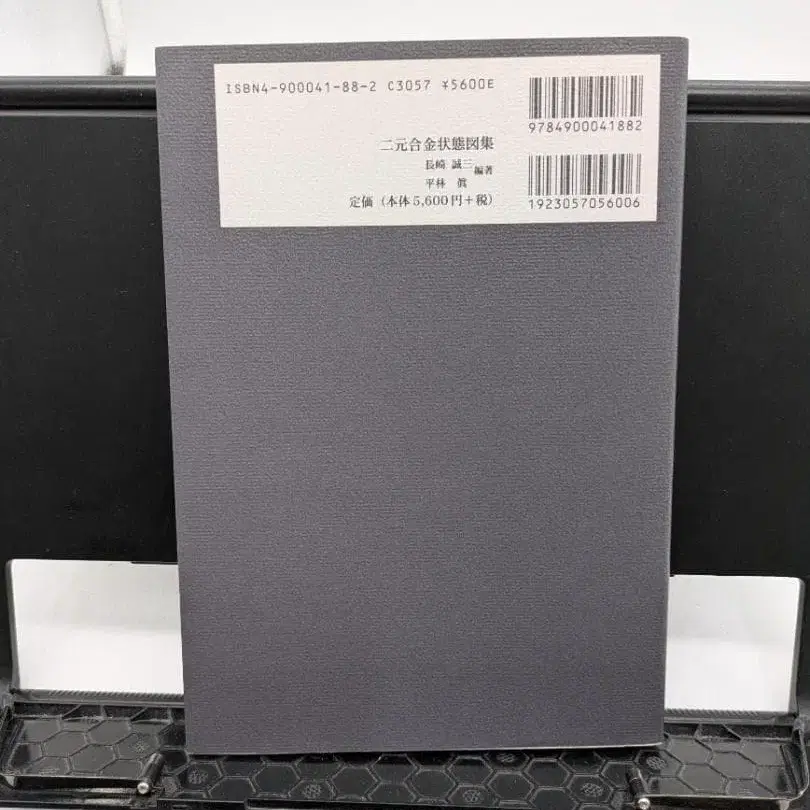 ISBN4-900041-88-2 C3057 ¥5600E
9784900041882
二元合金状態図集
長崎 誠三
平林 眞
編著
定価（本体5,600円＋税）
1923057056006